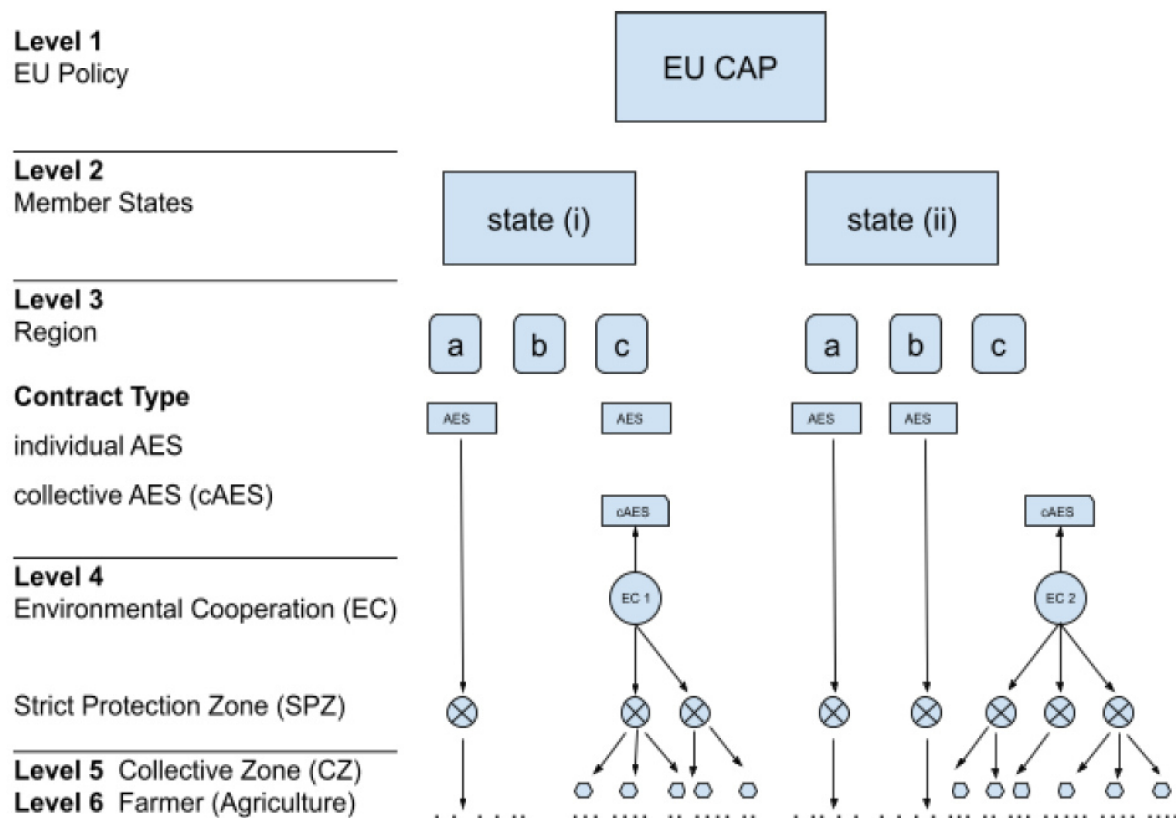 Level 1
EU Policy
EU CAP
Level 2
Member States
state (i)
state (ii)
Level 3
Region
a
b
c
a
b
c
Contract Type
individual AES
AES
AES
AES
AES
collective AES (cAES)
cAES
cAES
Level 4
Environmental Cooperation (EC)
EC 1
EC 2
Strict Protection Zone (SPZ)
Level 5 Collective Zone (CZ)
Level 6 Farmer (Agriculture)